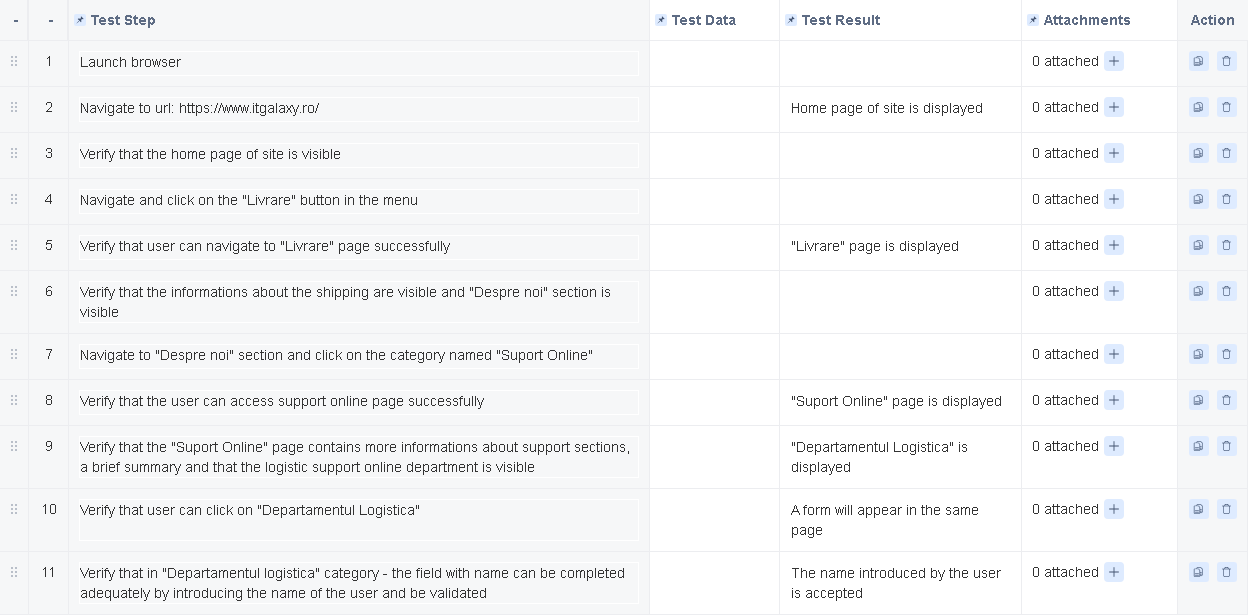 - - Test Step Test Data Test Result Attachments Action
1 Launch browser 0 attached +
2 Navigate to url: https://www.itgalaxy.ro/ Home page of site is displayed 0 attached +
3 Verify that the home page of site is visible 0 attached +
4 Navigate and click on the "Livrare" button in the menu 0 attached +
5 Verify that user can navigate to "Livrare" page successfully "Livrare" page is displayed 0 attached +
6 Verify that the informations about the shipping are visible and "Despre noi" section is 0 attached +
visible
7 Navigate to "Despre noi" section and click on the category named "Suport Online" 0 attached +
8 Verify that the user can access support online page successfully "Suport Online" page is displayed 0 attached +
9 Verify that the "Suport Online" page contains more informations about support sections, "Departamentul Logistica" is 0 attached +
a brief summary and that the logistic support online department is visible displayed
10 Verify that user can click on "Departamentul Logistica" A form will appear in the same 0 attached +
page
11 Verify that in "Departamentul logistica" category - the field with name can be completed The name introduced by the user 0 attached +
adequately by introducing the name of the user and be validated is accepted